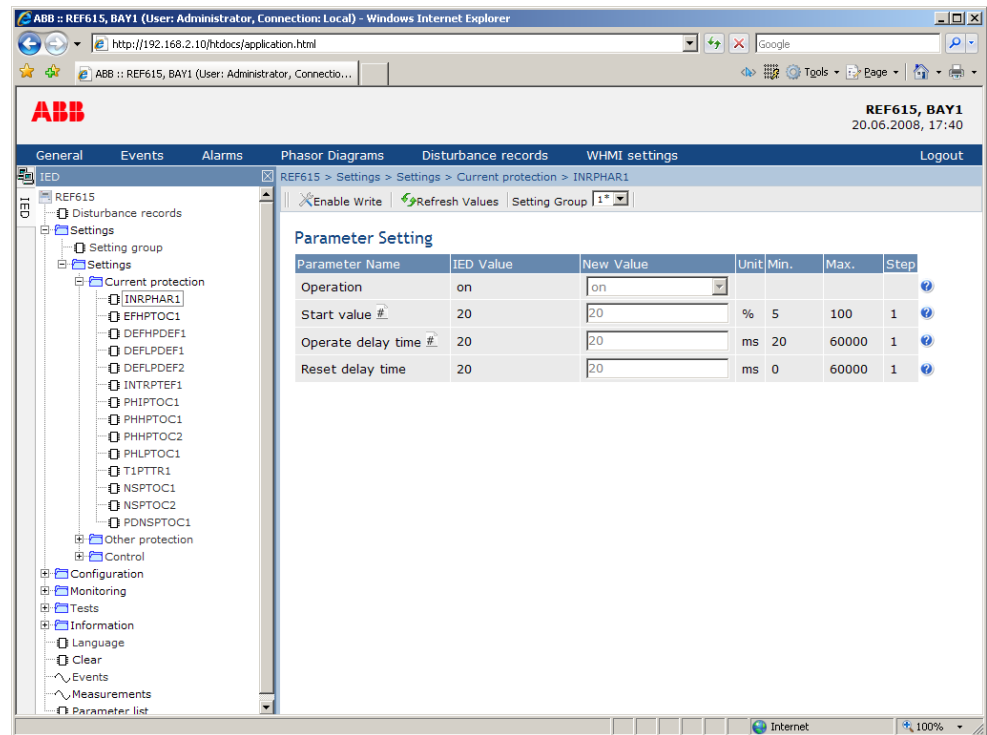 ABB :: REF615, BAY1 (User: Administrator, Connection: Local) - Windows Internet Explorer
http://192.168.2.10/htdocs/application.html
Google
ABB :: REF615, BAY1 (User: Administrator, Connectio...
Tools
Page
ABB
REF615, BAY1
20.06.2008, 17:40
General Events Alarms Phasor Diagrams Disturbance records WHMI settings Logout
IED
IED
REF615
Disturbance records
Settings
Setting group
Settings
Current protection
INRPHAR1
EFHPTOC1
DEFHPDEF1
DEFLPDEF1
DEFLPDEF2
INTRPTEF1
PHIPTOC1
PHHPTOC1
PHHPTOC2
PHLPTOC1
T1PTTR1
NSPTOC1
NSPTOC2
PDNSPTOC1
Other protection
Control
Configuration
Monitoring
Tests
Information
Language
Clear
Events
Measurements
Parameter list
REF615 > Settings > Settings > Current protection > INRPHAR1
Enable Write Refresh Values Setting Group 1*
Parameter Setting
Parameter Name IED Value New Value Unit Min. Max. Step
Operation on on ?
Start value # 20 20 % 5 100 1 ?
Operate delay time # 20 20 ms 20 60000 1 ?
Reset delay time 20 20 ms 0 60000 1 ?
Internet 100%